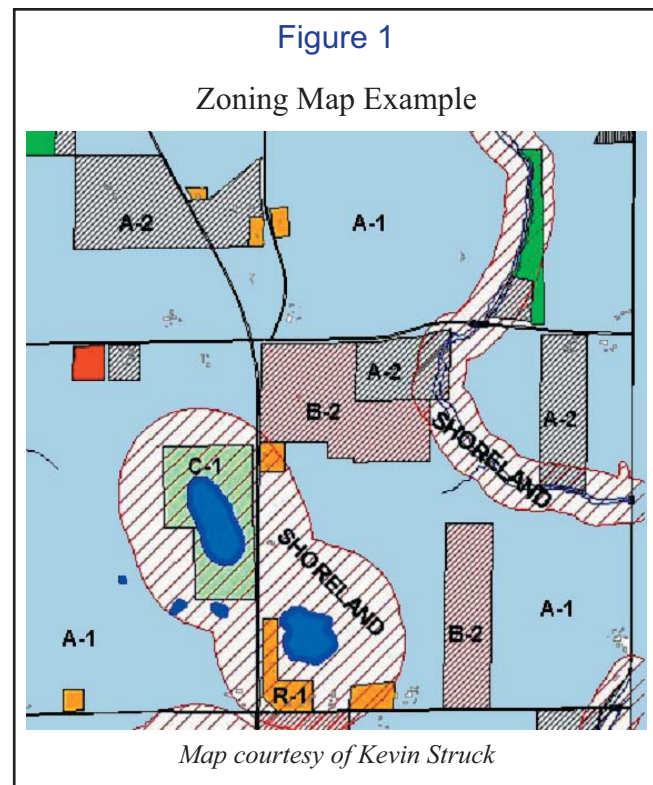 Figure 1
Zoning Map Example
A-2
A-1
A-2
B-2
A-2
SHORELAND
C-1
SHORELAND
A-1
B-2
A-1
R-1
Map courtesy of Kevin Struck